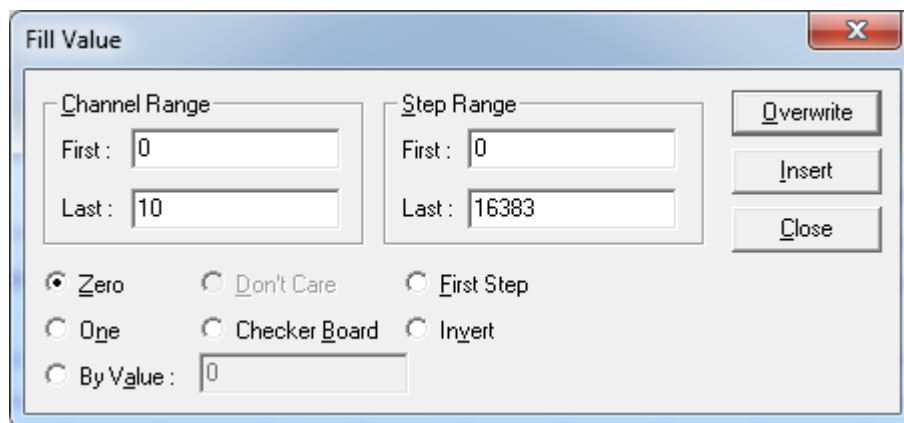 Fill Value
Channel Range
First : 0
Last : 10
Step Range
First : 0
Last : 16383
Overwrite
Insert
Close
Zero Don't Care First Step
One Checker Board Invert
By Value : 0